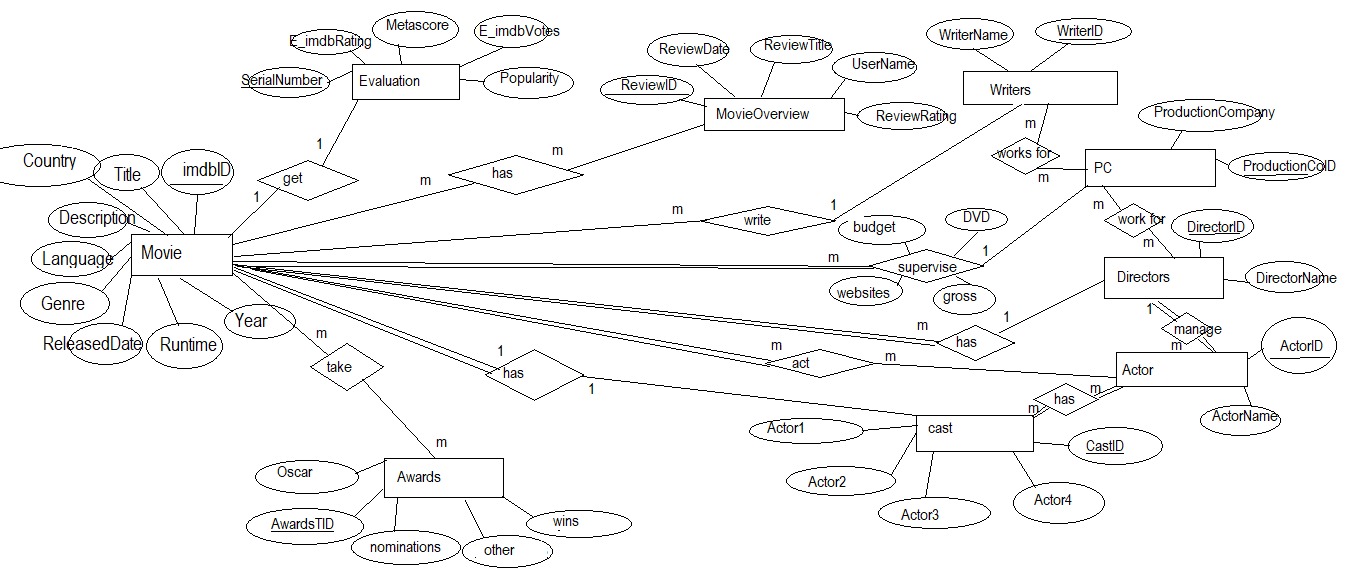 Metascore
E_imdbVotes
E_imdbRating
SerialNumber
Evaluation
Popularity
1
get
1
ReviewDate
ReviewTitle
UserName
ReviewID
MovieOverview
ReviewRating
m
has
m
WriterName
WriterID
Writers
m
works for
m
ProductionCompany
PC
ProductionCoID
m
work for
m
DirectorID
Directors
DirectorName
Country
Title
imdbID
Description
Movie
Language
Genre
ReleasedDate
Runtime
Year
m
write
1
budget
DVD
m
supervise
1
websites
gross
m
has
1
1
manage
m
m
act
m
Actor
ActorID
ActorName
m
has
m
1
has
1
m
take
m
cast
Actor1
Actor2
Actor3
Actor4
CastID
Oscar
Awards
AwardsTID
nominations
other
wins